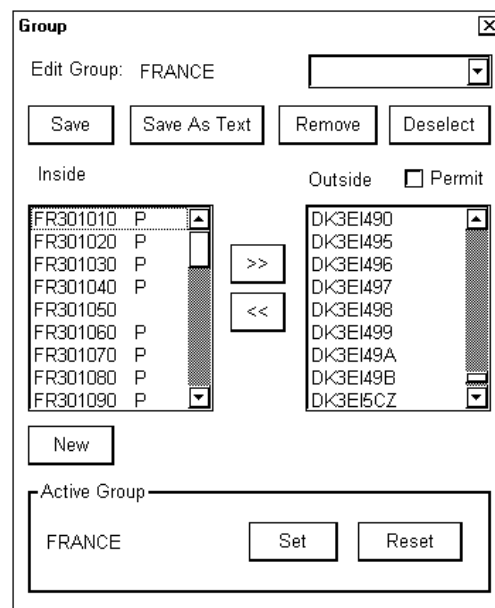 Group
Edit Group: FRANCE
Save Save As Text Remove Deselect
Inside Outside Permit
FR301010 P
FR301020 P
FR301030 P
FR301040 P
FR301050
FR301060 P
FR301070 P
FR301080 P
FR301090 P
>>
<<
DK3EI490
DK3EI495
DK3EI496
DK3EI497
DK3EI498
DK3EI499
DK3EI49A
DK3EI49B
DK3EI5CZ
New
Active Group
FRANCE Set Reset